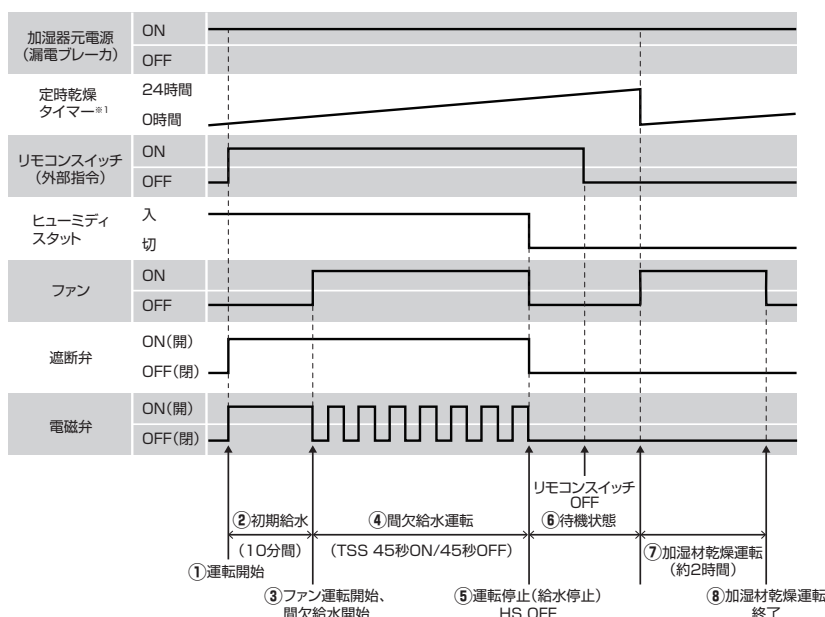 加湿器元電源
（漏電ブレーカ）
ON
OFF
定時乾燥
タイマー※1
24時間
0時間
リモコンスイッチ
（外部指令）
ON
OFF
ヒューミディ
スタット
入
切
ファン
ON
OFF
遮断弁
ON(開)
OFF(閉)
電磁弁
ON(開)
OFF(閉)
リモコンスイッチ
OFF
②初期給水
④間欠給水運転
⑥待機状態
(10分間)
(TSS 45秒ON/45秒OFF)
⑦加湿材乾燥運転
(約2時間)
①運転開始
③ファン運転開始、
間欠給水開始
⑤運転停止(給水停止)
HS OFF
⑧加湿材乾燥運転
終了